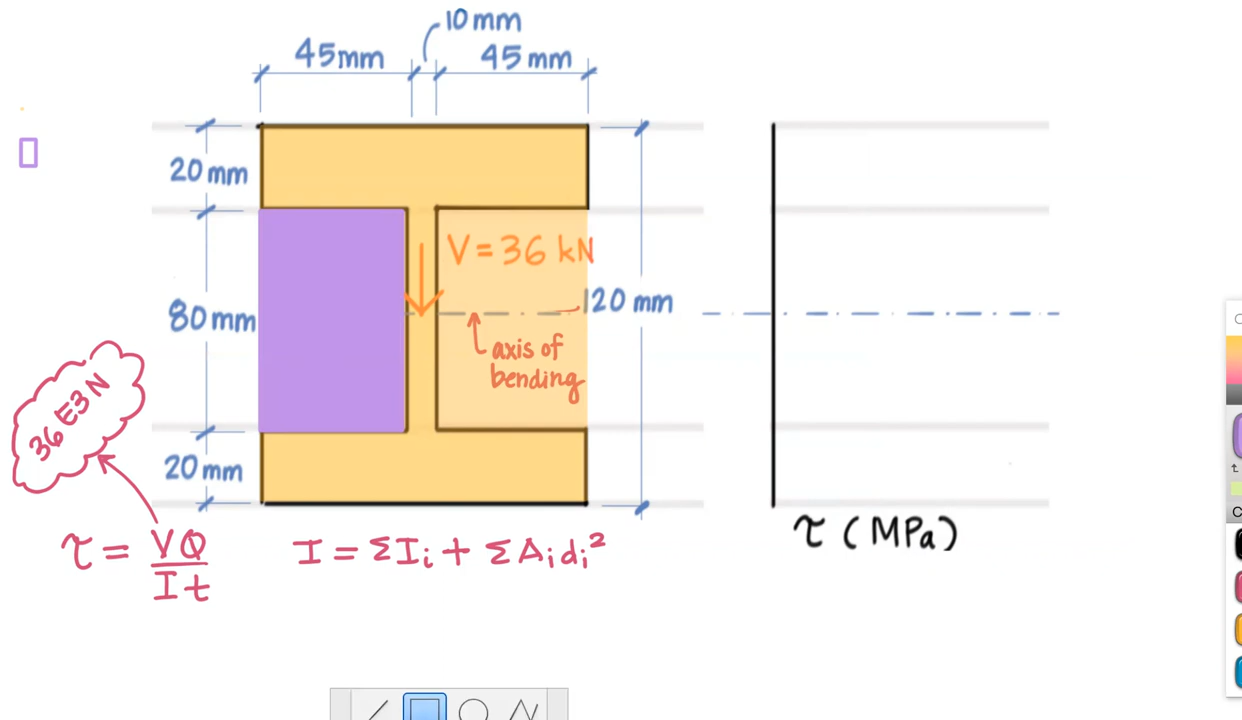 10 mm
45 mm
45 mm
20 mm
V = 36 kN
80 mm
120 mm
axis of
bending
36 E3 N
20 mm
τ = VQ
It
I = ΣIᵢ + ΣAᵢdᵢ²
τ (MPa)